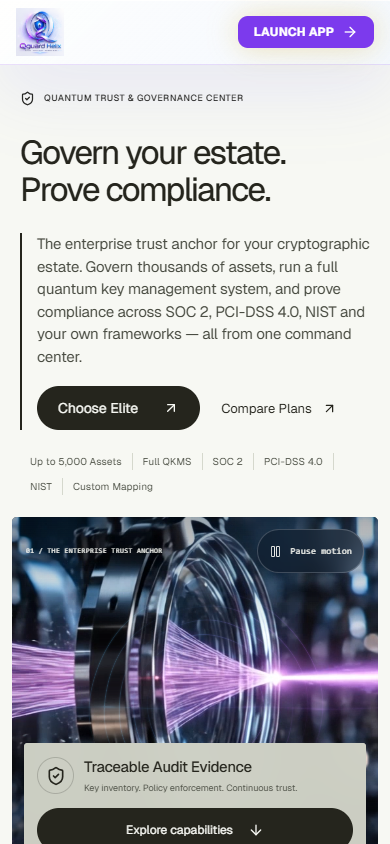 Qguard Helix
LAUNCH APP
QUANTUM TRUST & GOVERNANCE CENTER
Govern your estate.
Prove compliance.
The enterprise trust anchor for your cryptographic
estate. Govern thousands of assets, run a full
quantum key management system, and prove
compliance across SOC 2, PCI-DSS 4.0, NIST and
your own frameworks — all from one command
center.
Choose Elite
Compare Plans
Up to 5,000 Assets
Full QKMS
SOC 2
PCI-DSS 4.0
NIST
Custom Mapping
01 / THE ENTERPRISE TRUST ANCHOR
Pause motion
Traceable Audit Evidence
Key inventory. Policy enforcement. Continuous trust.
Explore capabilities